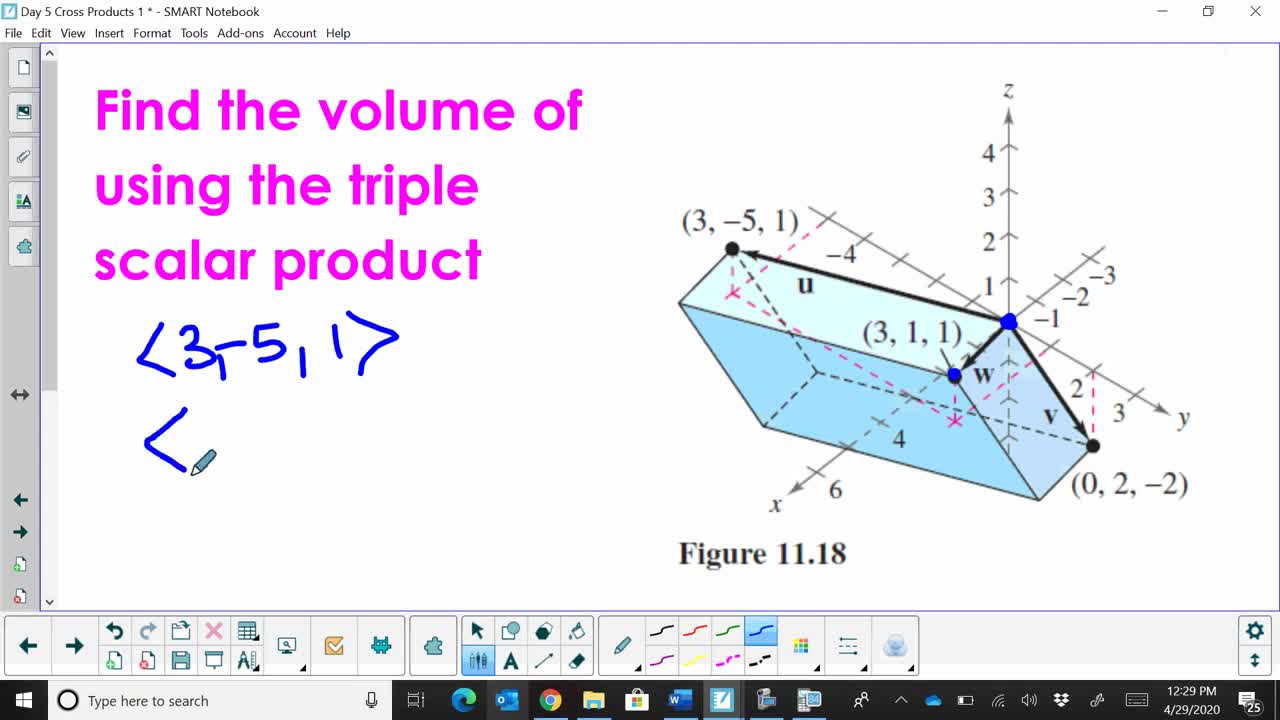 Day 5 Cross Products 1 * - SMART Notebook
File Edit View Insert Format Tools Add-ons Account Help
Find the volume of
using the triple
scalar product
<3,-5, 1>
<
z
4
3
2
1
(3, –5, 1)
–4
u
–3
–2
–1
(3, 1, 1)
w
2
v
3
y
4
(0, 2, –2)
6
x
Figure 11.18
A
Type here to search
12:29 PM
4/29/2020
25